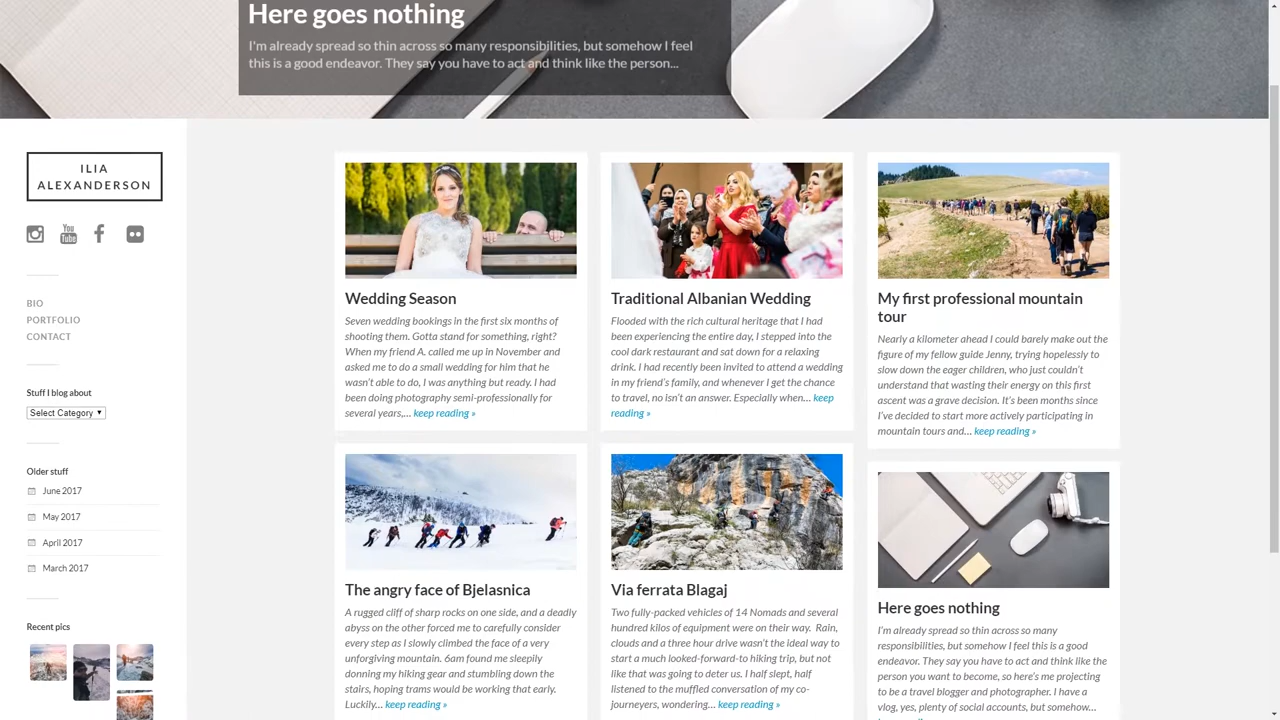 Here goes nothing
I'm already spread so thin across so many responsibilities, but somehow I feel
this is a good endeavor. They say you have to act and think like the person...
ILIA
ALEXANDERSON
You
Tube
BIO
PORTFOLIO
CONTACT
Stuff I blog about
Select Category
Older stuff
June 2017
May 2017
April 2017
March 2017
Recent pics
Wedding Season
Seven wedding bookings in the first six months of
shooting them. Gotta stand for something, right?
When my friend A. called me up in November and
asked me to do a small wedding for him that he
wasn't able to do, I was anything but ready. I had
been doing photography semi-professionally for
several years,... keep reading »
Traditional Albanian Wedding
Flooded with the rich cultural heritage that I had
been experiencing the entire day, I stepped into the
cool dark restaurant and sat down for a relaxing
drink. I had recently been invited to attend a wedding
in my friend's family, and whenever I get the chance
to travel, no isn't an answer. Especially when... keep
reading »
My first professional mountain
tour
Nearly a kilometer ahead I could barely make out the
figure of my fellow guide Jenny, trying hopelessly to
slow down the eager children, who just couldn't
understand that wasting their energy on this first
ascent was a grave decision. It's been months since
I've decided to start more actively participating in
mountain tours and... keep reading »
The angry face of Bjelasnica
A rugged cliff of sharp rocks on one side, and a deadly
abyss on the other forced me to carefully consider
every step as I slowly climbed the face of a very
unforgiving mountain. 6am found me sleepily
donning my hiking gear and stumbling down the
stairs, hoping trams would be working that early.
Luckily... keep reading »
Via ferrata Blagaj
Two fully-packed vehicles of 14 Nomads and several
hundred kilos of equipment were on their way.  Rain,
clouds and a three hour drive wasn't the ideal way to
start a much looked-forward-to hiking trip, but not
like that was going to deter us. I half slept, half
listened to the muffled conversation of my co-
journeyers, wondering... keep reading »
Here goes nothing
I'm already spread so thin across so many
responsibilities, but somehow I feel this is a good
endeavor. They say you have to act and think like the
person you want to become, so here's me projecting
to be a travel blogger and photographer. I have a
vlog, yes, plenty of social accounts, but somehow...